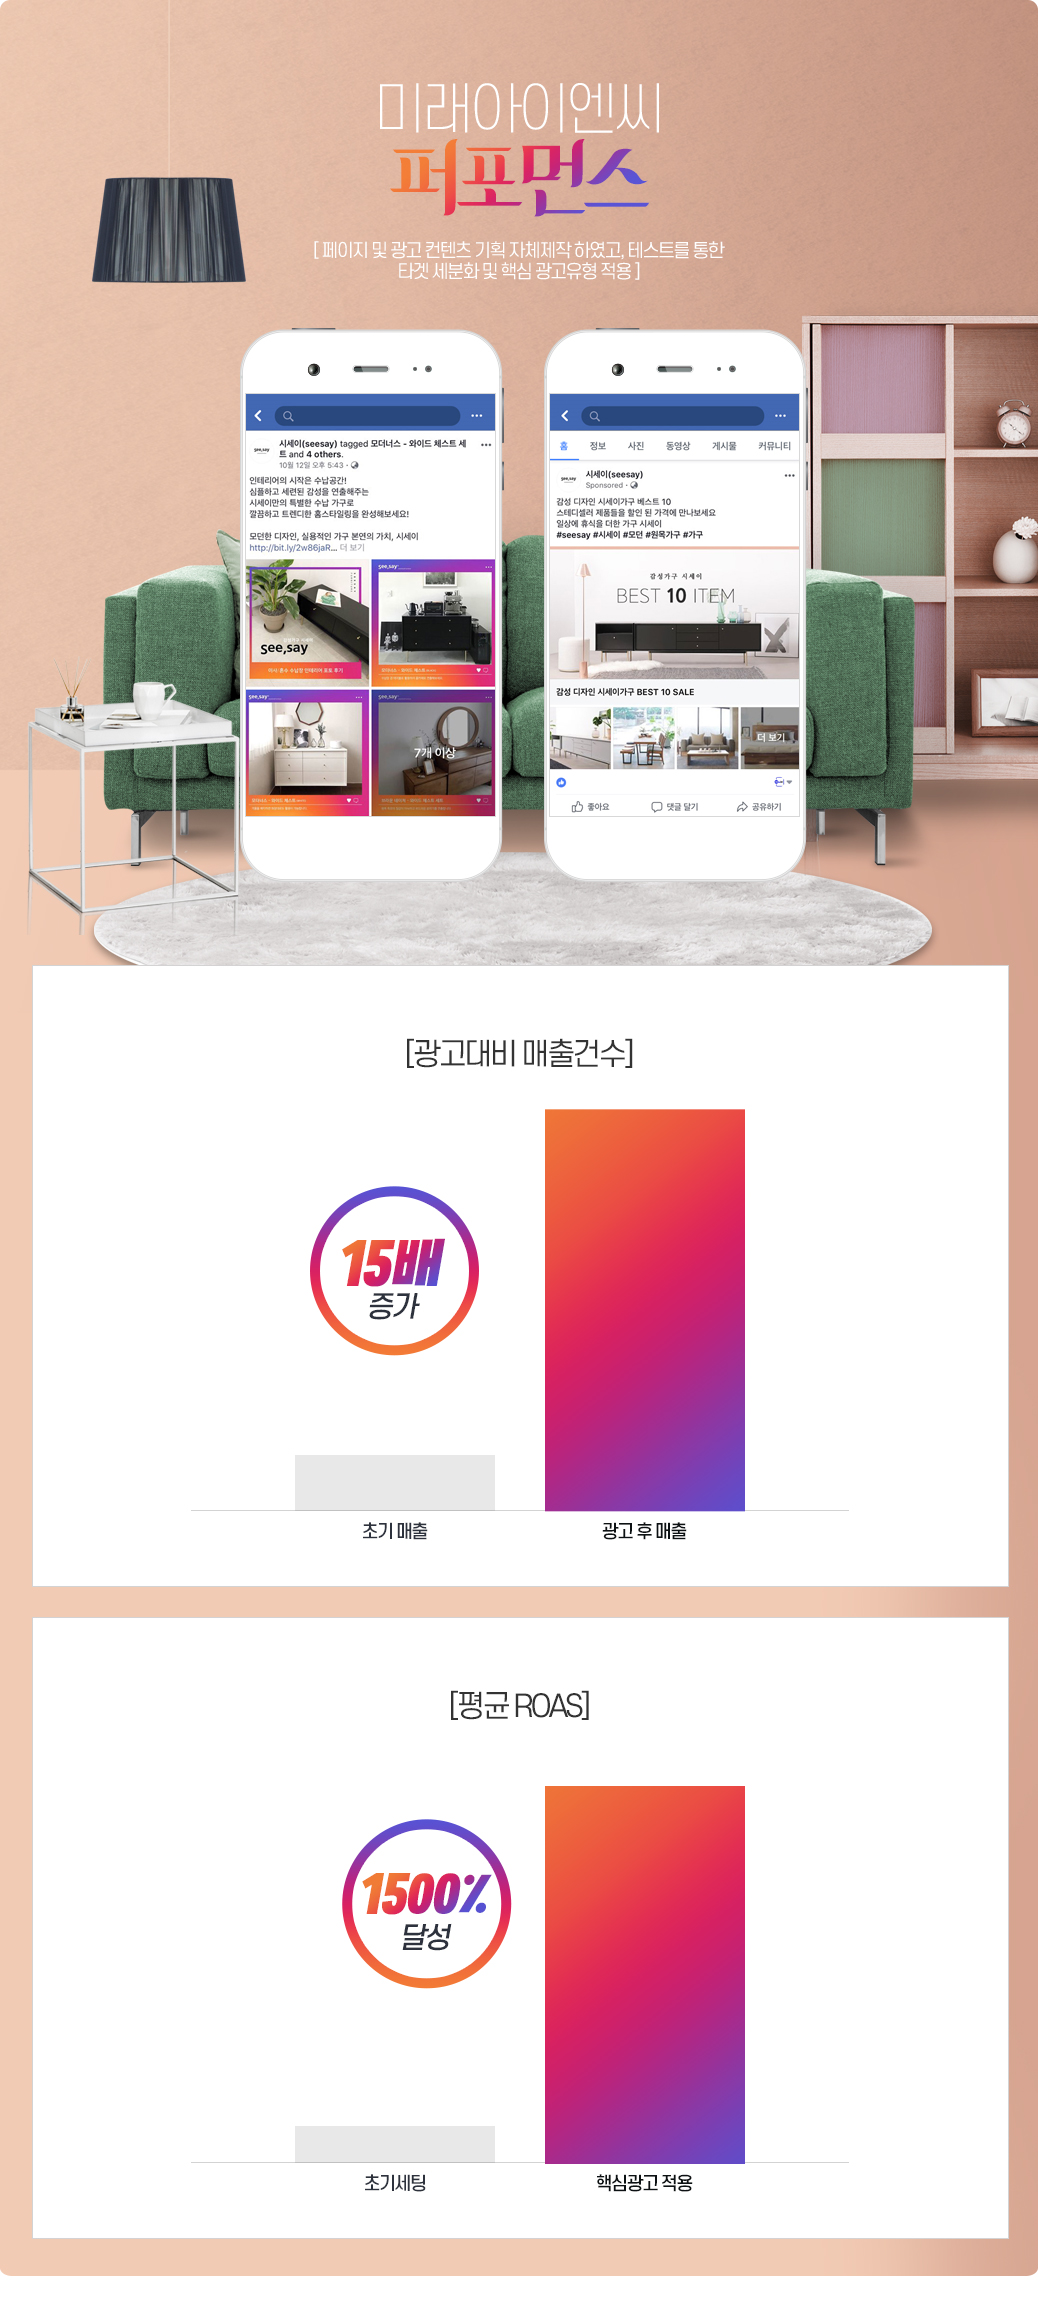 미래아이엔씨
퍼포먼스
[ 페이지 및 광고 컨텐츠 기획 자체제작 하였고, 테스트를 통한
타겟 세분화 및 핵심 광고유형 적용 ]
시세이(seesay) tagged 모더너스 - 와이드 체스트 세
트 and 4 others.
10월 12일 오후 5:43
인테리어의 시작은 수납공간!
심플하고 세련된 감성을 연출해주는
시세이만의 특별한 수납 가구로
깔끔하고 트렌디한 홈스타일링을 완성해보세요!
모던한 디자인, 실용적인 가구 본연의 가치, 시세이
http://bit.ly/2w86jaR... 더 보기
see,say
see,say
see,say
see,say
7개 이상
홈 정보 사진 동영상 게시물 커뮤니티
see,say
시세이(seesay)
Sponsored
감성 디자인 시세이가구 베스트 10
스테디셀러 제품들을 할인 된 가격에 만나보세요
일상에 휴식을 더한 가구 시세이
#seesay #시세이 #모던 #원목가구 #가구
감성가구 시세이
BEST 10 ITEM
감성 디자인 시세이가구 BEST 10 SALE
더 보기
좋아요 댓글 달기 공유하기
[광고대비 매출건수]
15배
증가
초기 매출 광고 후 매출
[평균 ROAS]
1500%
달성
초기세팅 핵심광고 적용